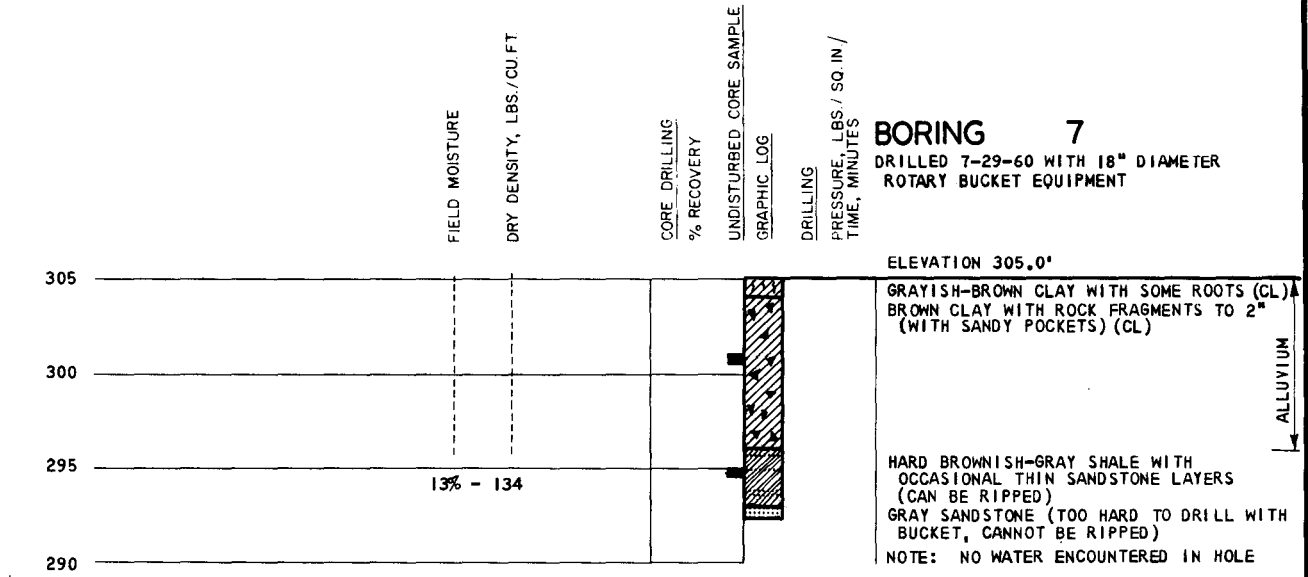 FIELD MOISTURE
DRY DENSITY, LBS./CU.FT
CORE DRILLING
% RECOVERY
UNDISTURBED CORE SAMPLE
GRAPHIC LOG
DRILLING
PRESSURE, LBS./SQ.IN./
TIME, MINUTES
BORING 7
DRILLED 7-29-60 WITH 18" DIAMETER
ROTARY BUCKET EQUIPMENT
ELEVATION 305.0'
305
GRAYISH-BROWN CLAY WITH SOME ROOTS (CL)
BROWN CLAY WITH ROCK FRAGMENTS TO 2"
(WITH SANDY POCKETS) (CL)
300
ALLUVIUM
295
13% - 134
HARD BROWNISH-GRAY SHALE WITH
OCCASIONAL THIN SANDSTONE LAYERS
(CAN BE RIPPED)
GRAY SANDSTONE (TOO HARD TO DRILL WITH
BUCKET, CANNOT BE RIPPED)
290
NOTE: NO WATER ENCOUNTERED IN HOLE